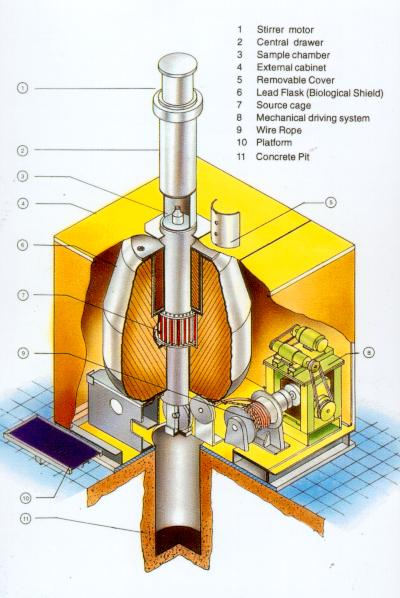 1 Stirrer motor
2 Central drawer
3 Sample chamber
4 External cabinet
5 Removable Cover
6 Lead Flask (Biological Shield)
7 Source cage
8 Mechanical driving system
9 Wire Rope
10 Platform
11 Concrete Pit
1
2
3
4
5
6
7
8
9
10
11